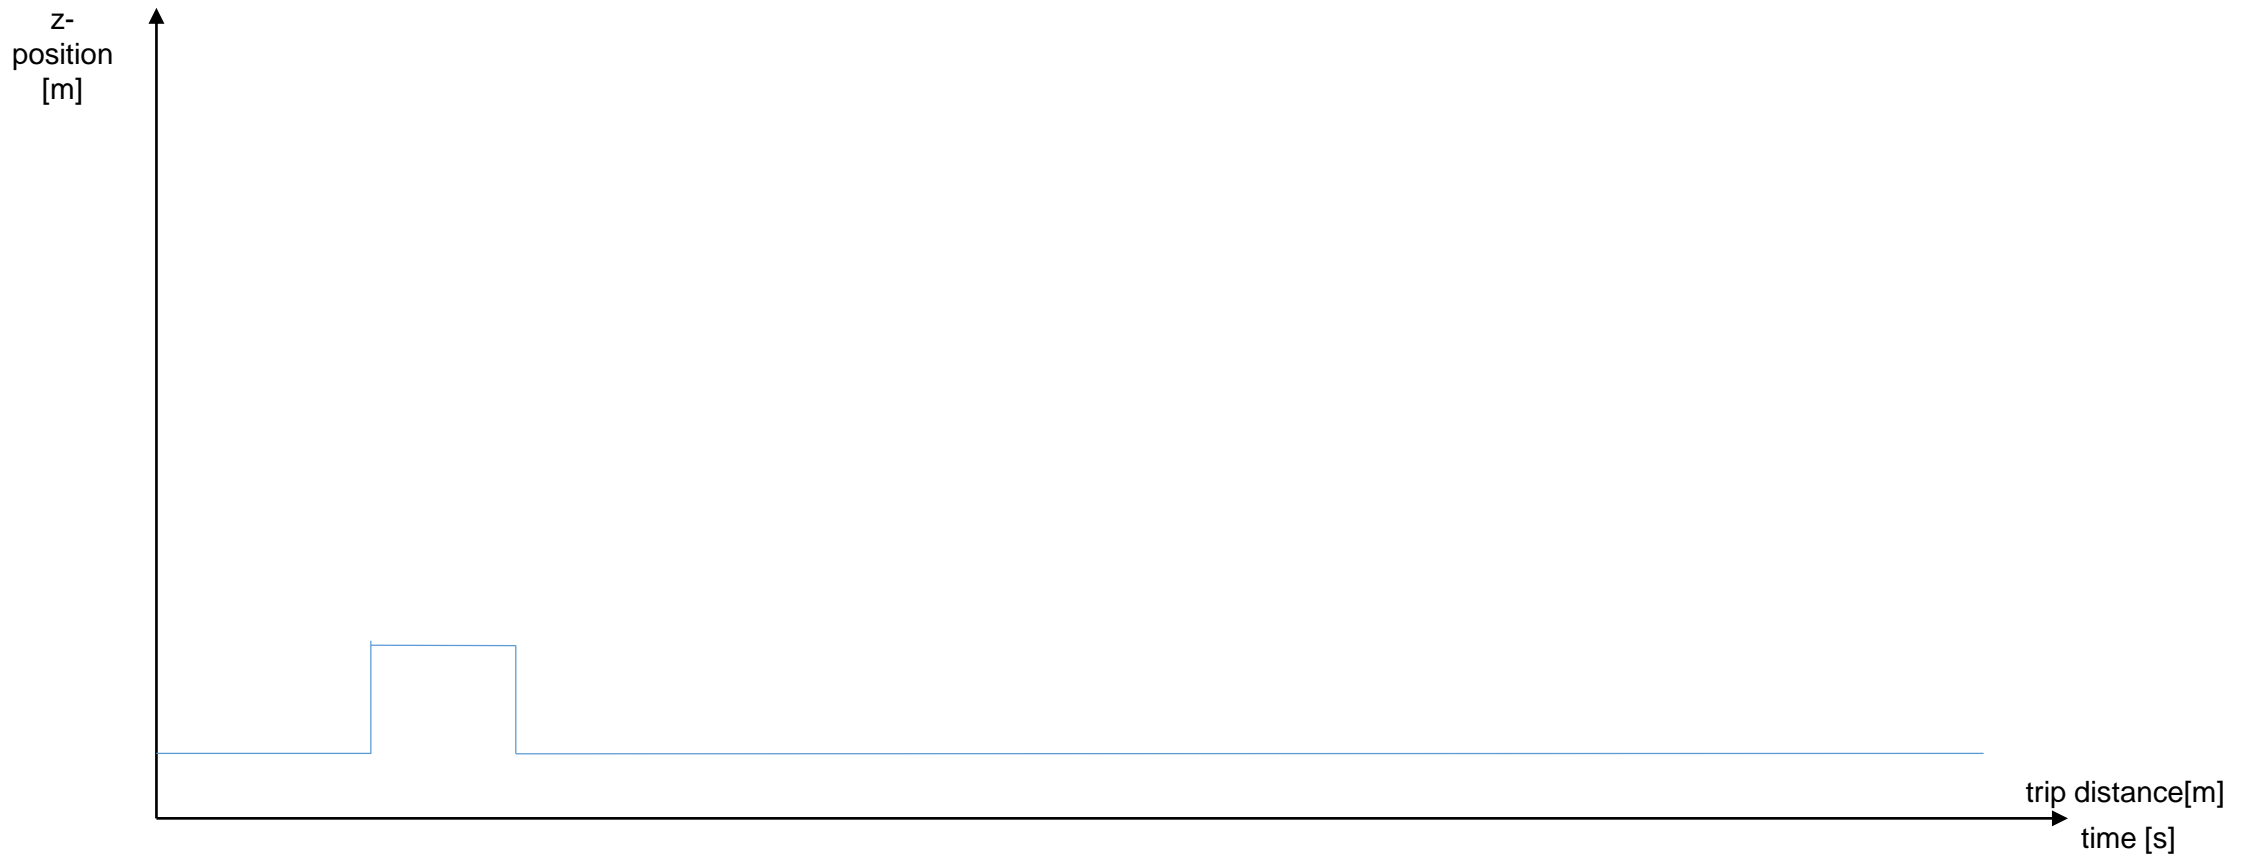 z-
position
[m]
trip distance[m]
time [s]